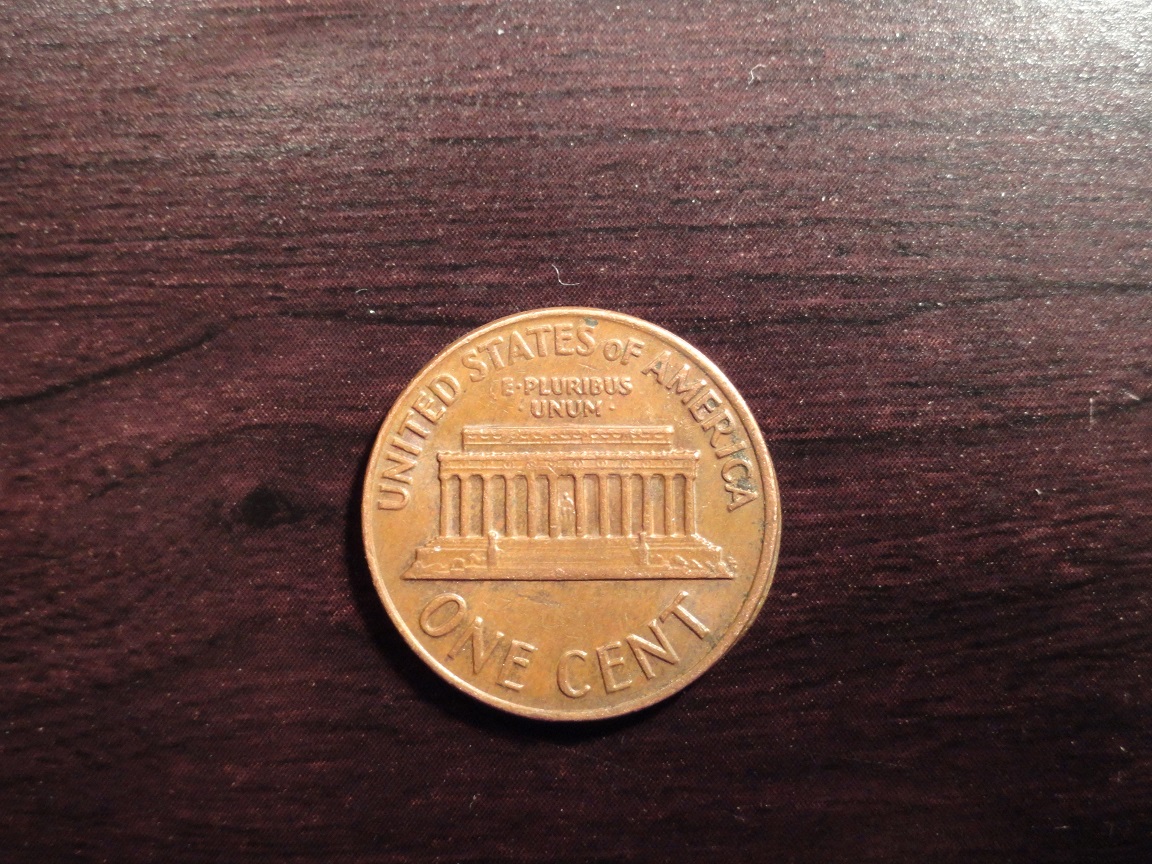 UNITED STATES OF AMERICA
E·PLURIBUS
·UNUM·
ONE CENT